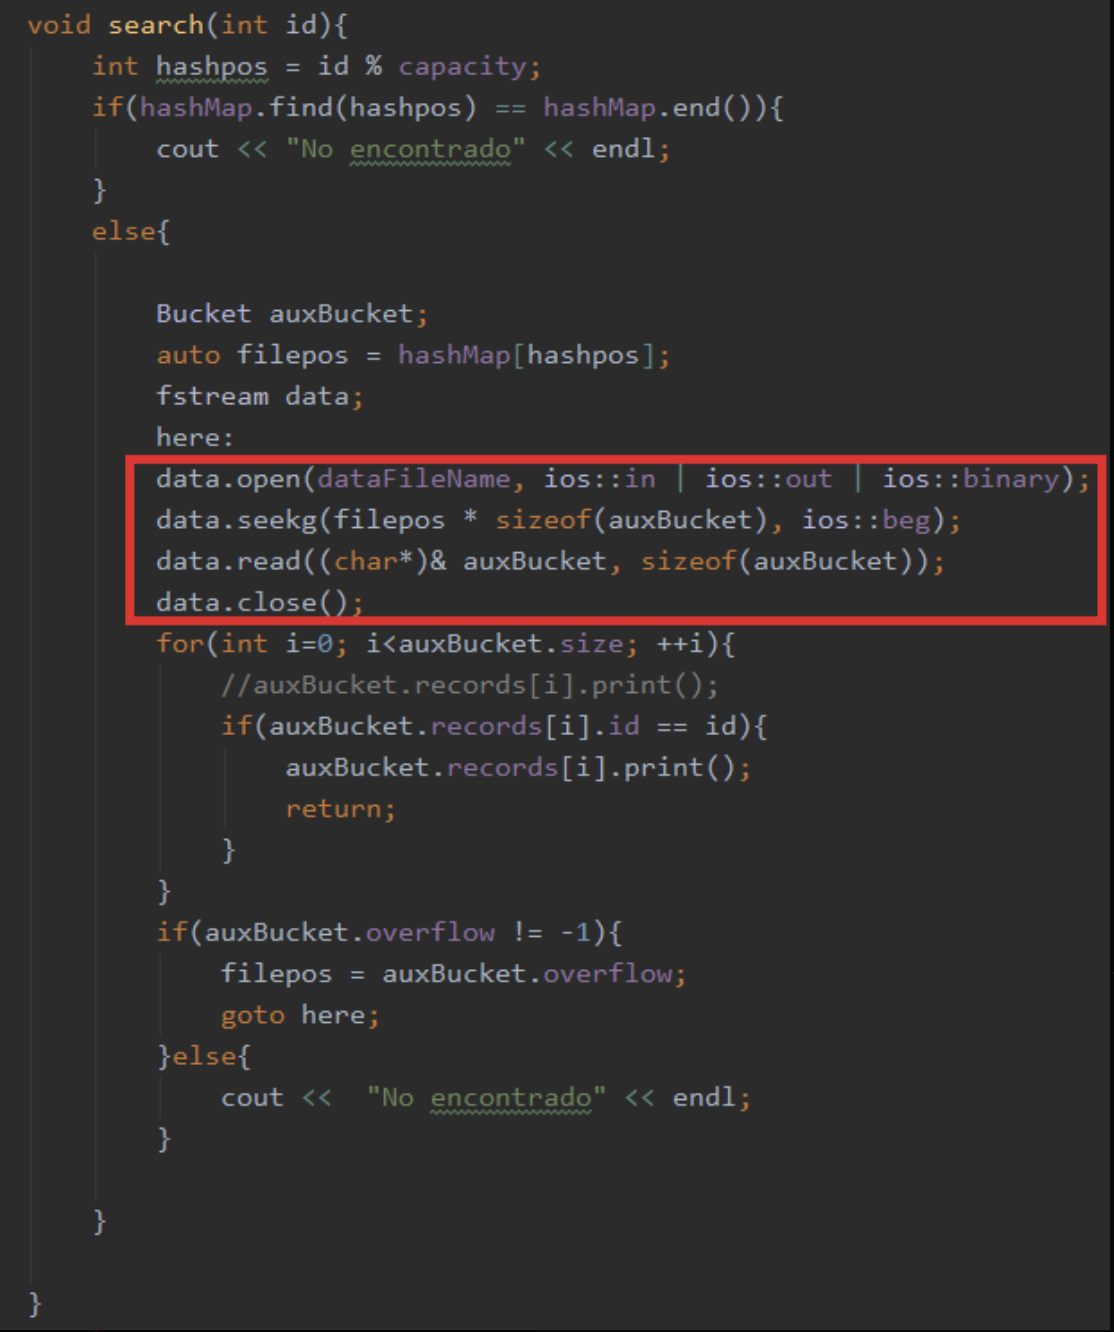 void search(int id){
    int hashpos = id % capacity;
    if(hashMap.find(hashpos) == hashMap.end()){
        cout << "No encontrado" << endl;
    }
    else{
        Bucket auxBucket;
        auto filepos = hashMap[hashpos];
        fstream data;
        here:
        data.open(dataFileName, ios::in | ios::out | ios::binary);
        data.seekg(filepos * sizeof(auxBucket), ios::beg);
        data.read((char*)& auxBucket, sizeof(auxBucket));
        data.close();
        for(int i=0; i<auxBucket.size; ++i){
            //auxBucket.records[i].print();
            if(auxBucket.records[i].id == id){
                auxBucket.records[i].print();
                return;
            }
        }
        if(auxBucket.overflow != -1){
            filepos = auxBucket.overflow;
            goto here;
        }else{
            cout <<  "No encontrado" << endl;
        }
    }
}